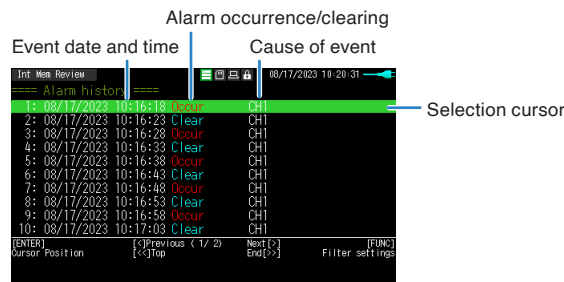 Alarm occurrence/clearing
Event date and time
Cause of event
Int Mem Review
08/17/2023 10:20:31
==== Alarm history ====
1: 08/17/2023 10:16:18 Occur CH1
Selection cursor
2: 08/17/2023 10:16:23 Clear CH1
3: 08/17/2023 10:16:28 Occur CH1
4: 08/17/2023 10:16:33 Clear CH1
5: 08/17/2023 10:16:38 Occur CH1
6: 08/17/2023 10:16:43 Clear CH1
7: 08/17/2023 10:16:48 Occur CH1
8: 08/17/2023 10:16:53 Clear CH1
9: 08/17/2023 10:16:58 Occur CH1
10: 08/17/2023 10:17:03 Clear CH1
[ENTER] [<]Previous ( 1/ 2) Next[>] [FUNC]
Cursor Position [<<]Top End[>>] Filter settings